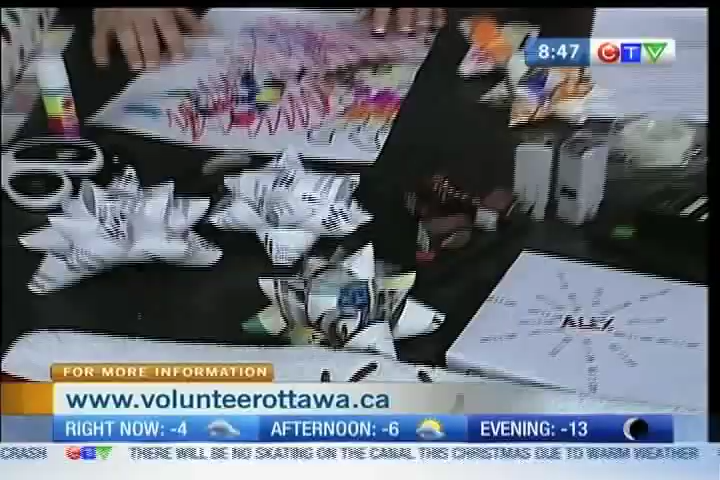 8:47 CTV
ALEX
FOR MORE INFORMATION
www.volunteerottawa.ca
RIGHT NOW: -4 AFTERNOON: -6 EVENING: -13
CRASH CTV THERE WILL BE NO SKATING ON THE CANAL THIS CHRISTMAS DUE TO WARM WEATHER